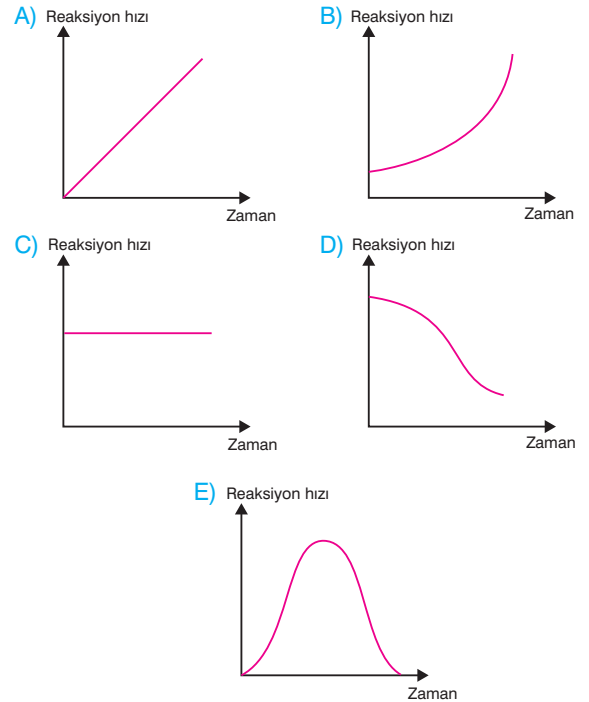 A) Reaksiyon hızı
Zaman
B) Reaksiyon hızı
Zaman
C) Reaksiyon hızı
Zaman
D) Reaksiyon hızı
Zaman
E) Reaksiyon hızı
Zaman